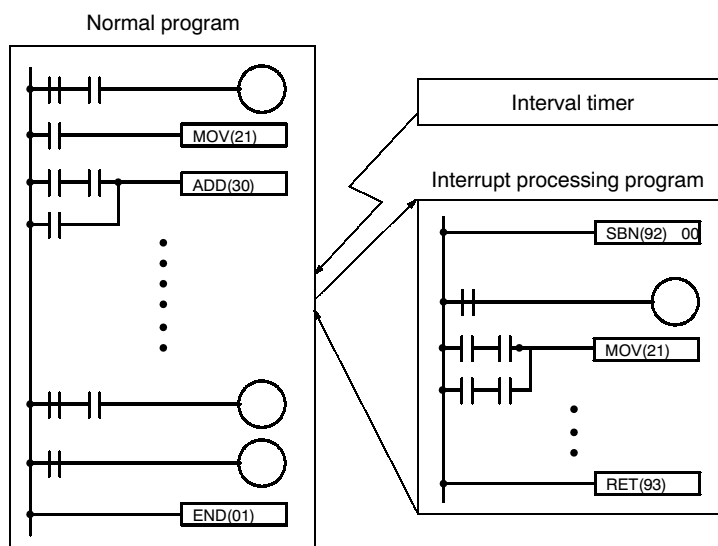 Normal program
MOV(21)
ADD(30)
END(01)
Interval timer
Interrupt processing program
SBN(92) 00
MOV(21)
RET(93)